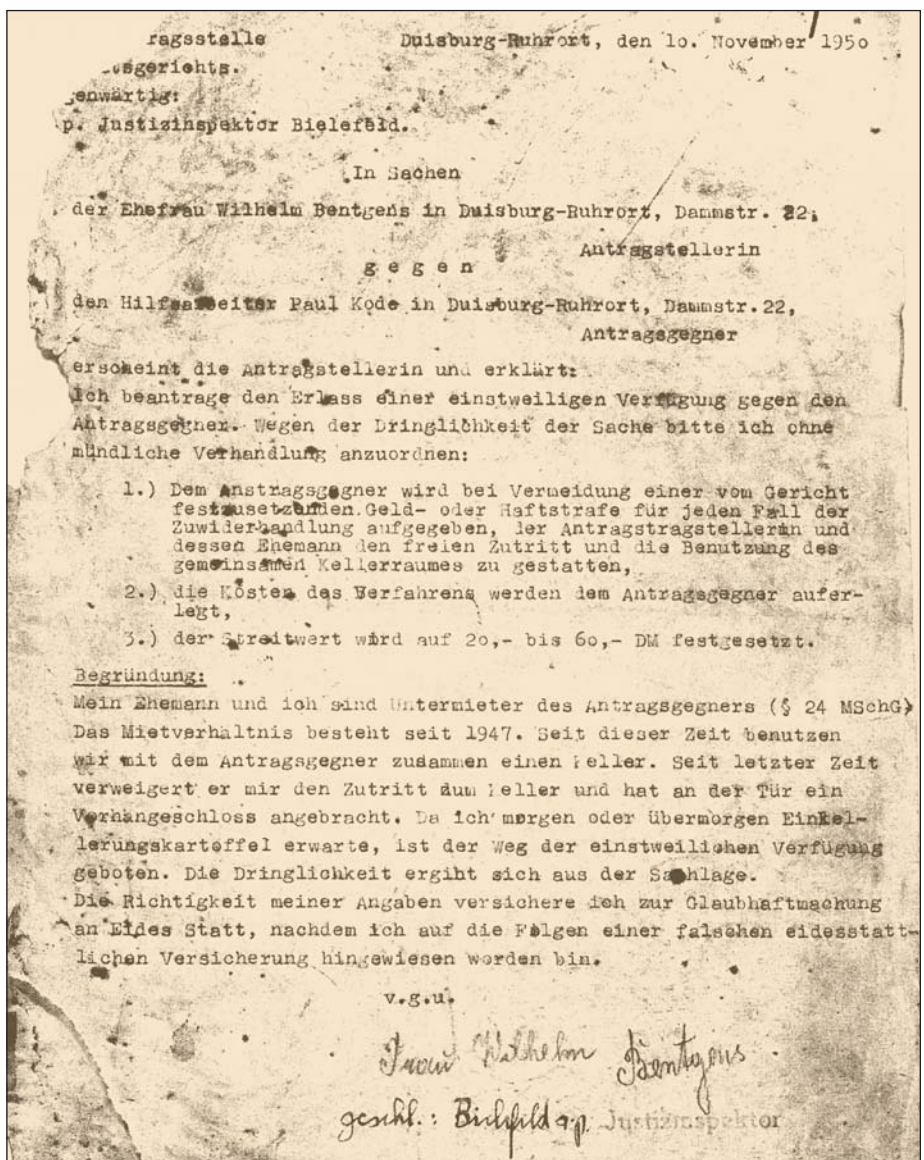 ragsstelle Duisburg-Ruhrort, den 10. November 1950
sgerichts.
enwärtig:
p. Justizinspektor Bielefeld.
In Sachen
der Ehefrau Wilhelm Bentgens in Duisburg-Ruhrort, Dammstr. 22,
Antragstellerin
g e g e n
den Hilfsarbeiter Paul Kode in Duisburg-Ruhrort, Dammstr.22,
Antragsgegner
erscheint die Antragstellerin und erklärt:
Ich beantrage den Erlass einer einstweiligen Verfügung gegen den
Antragsgegner. Wegen der Dringlichkeit der Sache bitte ich ohne
mündliche Verhandlung anzuordnen:
1.) Dem Anstragsgegner wird bei Vermeidung einer vom Gericht
festzusetzenden Geld- oder Haftstrafe für jeden Fall der
Zuwiderhandlung aufgegeben, der Antragstragstellerin und
dessen Ehemann den freien Zutritt und die Benutzung des
gemeinsamen Kellerraumes zu gestatten,
2.) die Kosten des Verfahrens werden dem Antragsgegner aufer-
legt,
3.) der Streitwert wird auf 20,- bis 60,- DM festgesetzt.
Begründung:
Mein Ehemann und ich sind Untermieter des Antragsgegners (§ 24 MSchG)
Das Mietverhältnis besteht seit 1947. Seit dieser Zeit benutzen
wir mit dem Antragsgegner zusammen einen Keller. Seit letzter Zeit
verweigert er mir den Zutritt zum Keller und hat an der Tür ein
Vorhangeschloss angebracht. Da ich morgen oder übermorgen Einkel-
lerungskartoffel erwarte, ist der Weg der einstweilichen Verfügung
geboten. Die Dringlichkeit ergibt sich aus der Sachlage.
Die Richtigkeit meiner Angaben versichere ich zur Glaubhaftmachung
an Eides Statt, nachdem ich auf die Folgen einer falschen eidesstatt-
lichen Versicherung hingewiesen worden bin.
v.g.u.
Frau Wilhelm Bentgens
geschl.: Bielefeld a.p. Justizinspektor